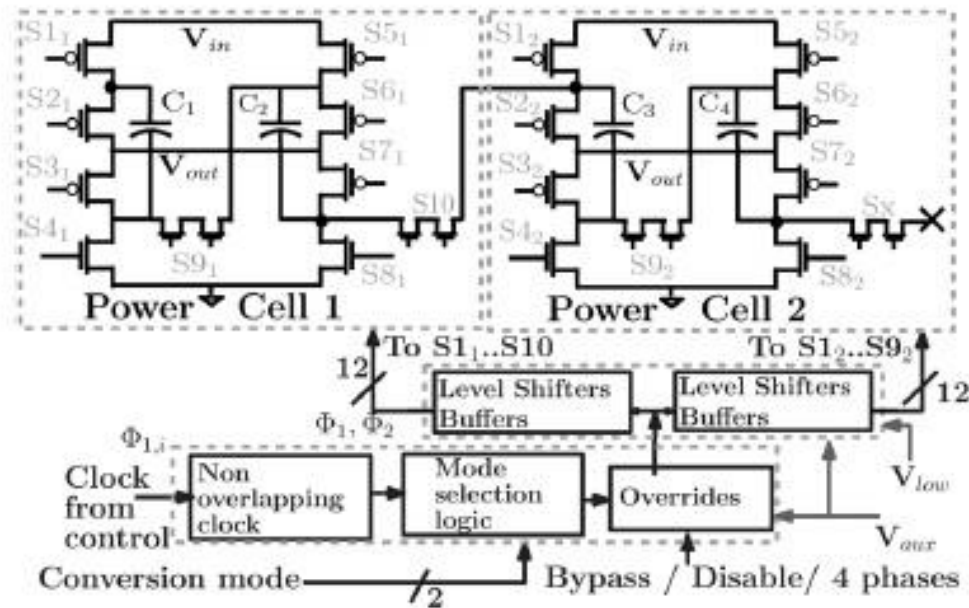 S1₁ V_in S5₁ S1₂ V_in S5₂
S2₁ C₁ C₂ S6₁ S2₂ C₃ C₄ S6₂
S3₁ V_out S7₁ S3₂ V_out S7₂
S10 Sx
S4₁ S9₁ S8₁ S4₂ S9₂ S8₂
Power Cell 1 Power Cell 2
To S1₁..S10 To S1₂..S9₂
12 Level Shifters Level Shifters 12
Buffers Buffers
Φ₁, Φ₂
Φ₁,ᵢ
V_low
Clock
from
control
Non
overlapping
clock
Mode
selection
logic
Overrides
V_aux
Conversion mode 2 Bypass / Disable/ 4 phases